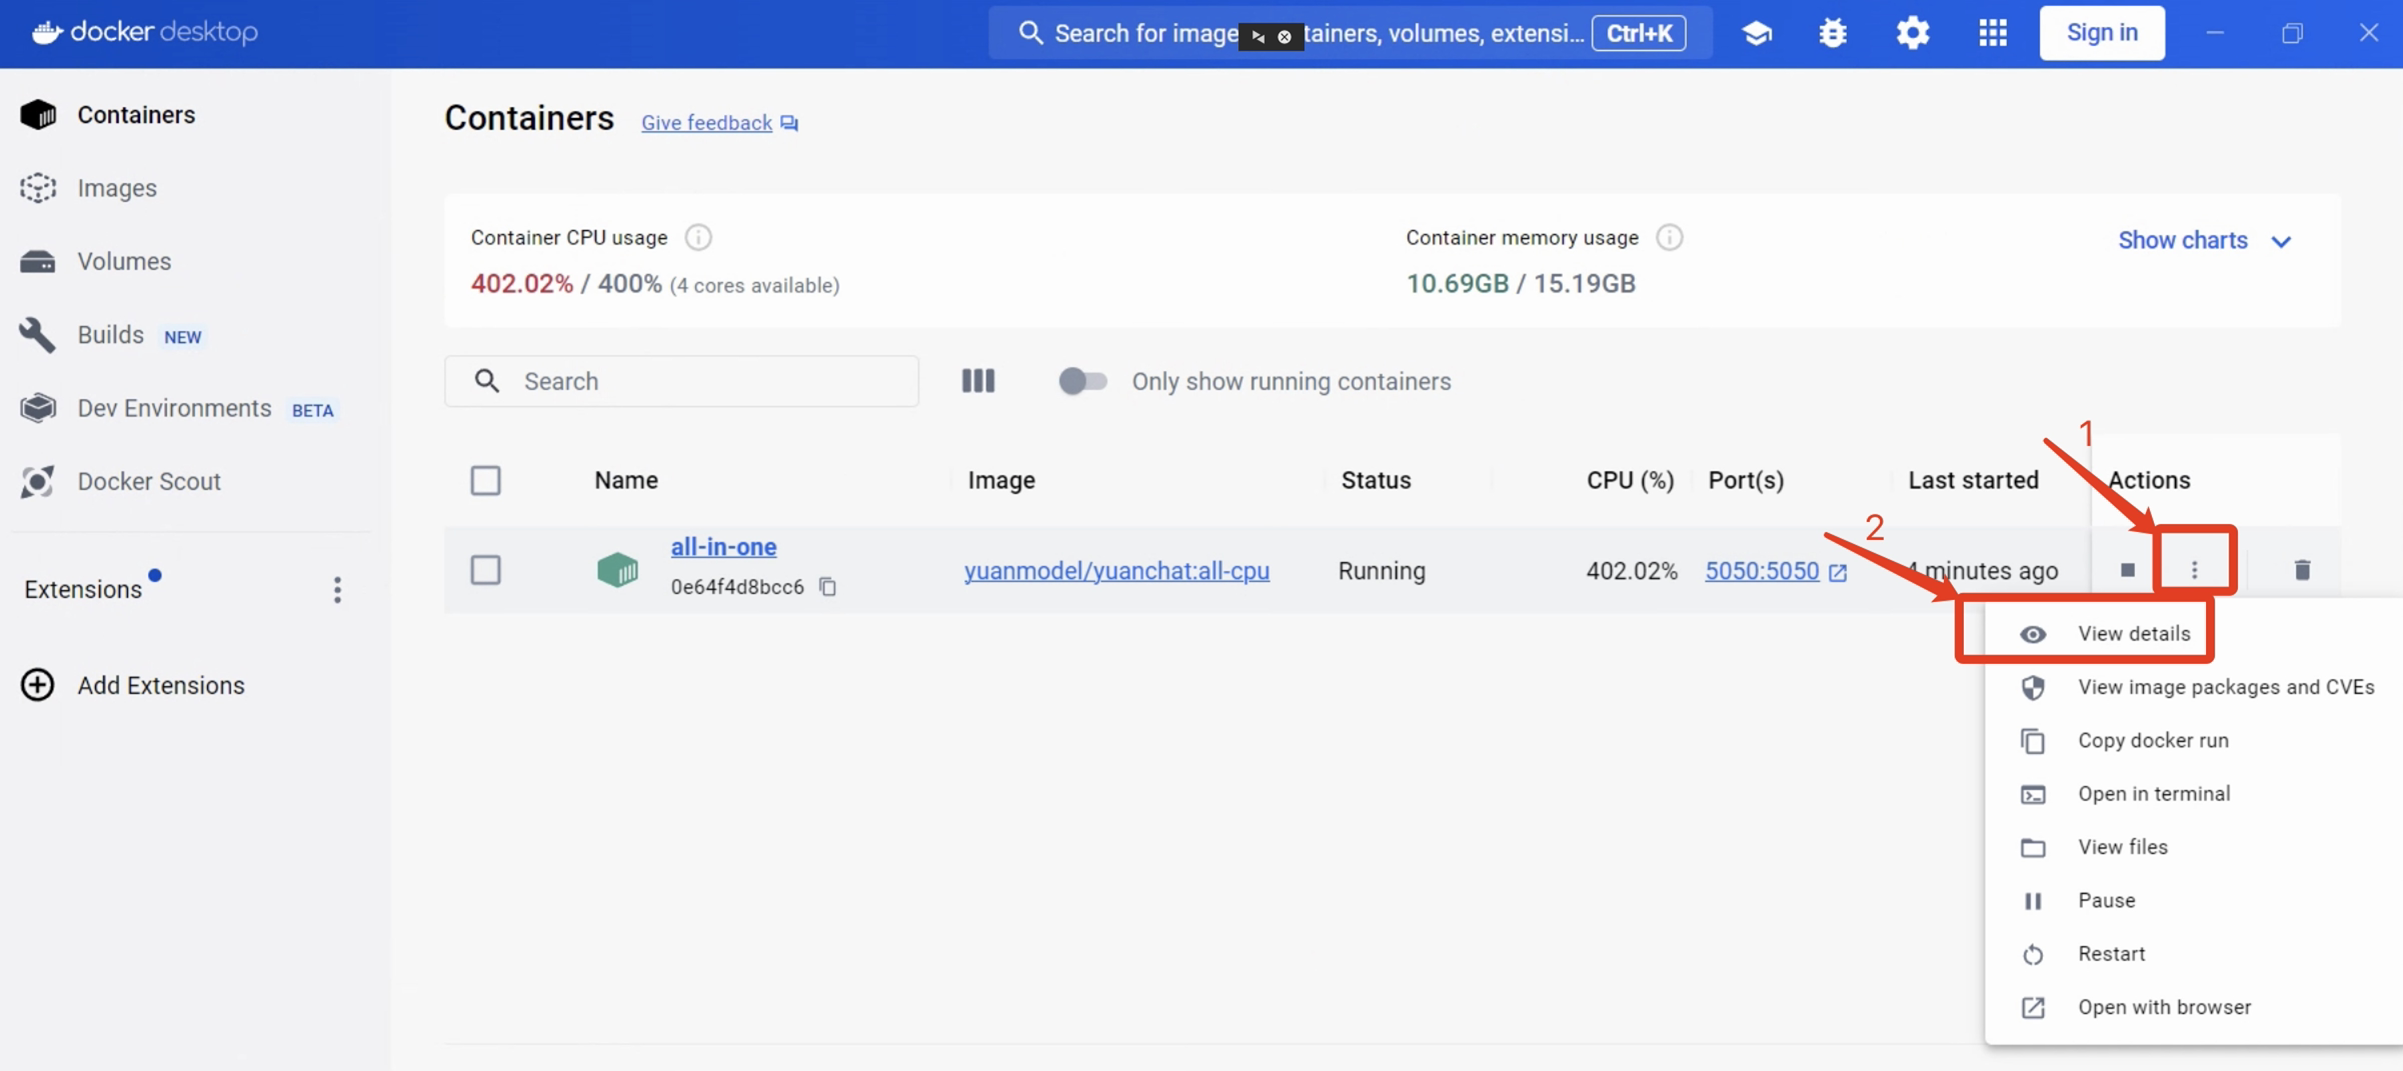 docker desktop
Search for image tainers, volumes, extensi... Ctrl+K
Sign in
Containers
Images
Volumes
Builds NEW
Dev Environments BETA
Docker Scout
Extensions
Add Extensions
Containers Give feedback
Container CPU usage
402.02% / 400% (4 cores available)
Container memory usage
10.69GB / 15.19GB
Show charts
Search
Only show running containers
1
Name Image Status CPU (%) Port(s) Last started Actions
2
all-in-one
0e64f4d8bcc6
yuanmodel/yuanchat:all-cpu Running 402.02% 5050:5050 4 minutes ago
View details
View image packages and CVEs
Copy docker run
Open in terminal
View files
Pause
Restart
Open with browser